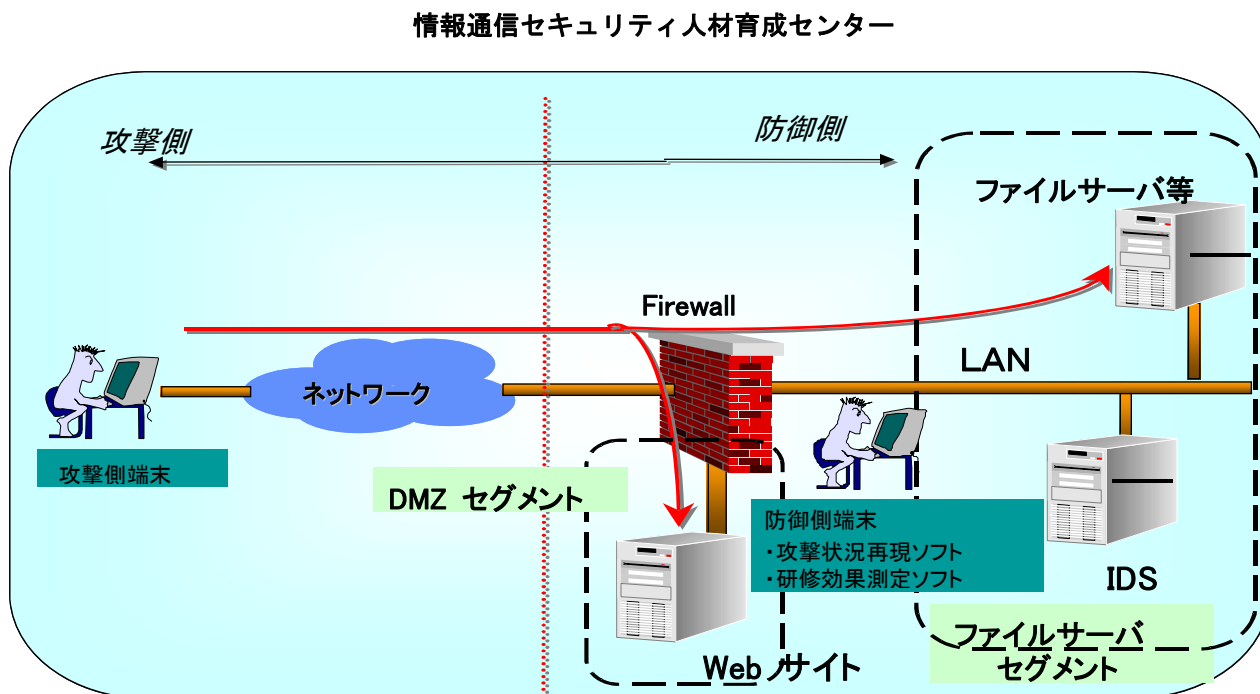 情報通信セキュリティ人材育成センター
攻撃側
防御側
ファイルサーバ等
Firewall
LAN
ネットワーク
攻撃側端末
DMZ セグメント
防御側端末
・攻撃状況再現ソフト
・研修効果測定ソフト
IDS
Web サイト
ファイルサーバ
セグメント